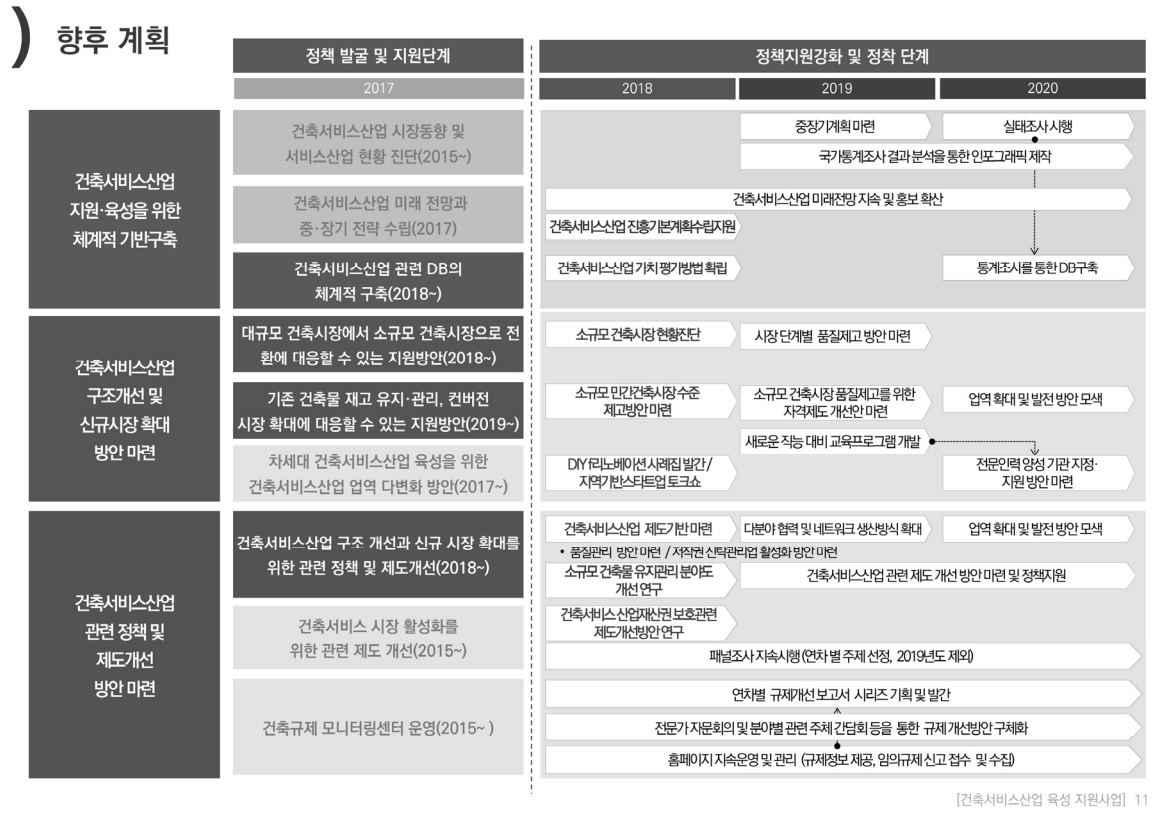 향후 계획
정책 발굴 및 지원단계
정책지원강화 및 정착 단계
2017
2018
2019
2020
건축서비스산업
지원·육성을 위한
체계적 기반구축
건축서비스산업 시장동향 및
서비스산업 현황 진단(2015~)
건축서비스산업 미래 전망과
중·장기 전략 수립(2017)
건축서비스산업 관련 DB의
체계적 구축(2018~)
중장기계획 마련
실태조사 시행
국가통계조사 결과 분석을 통한 인포그래픽 제작
건축서비스산업 미래전망 지속 및 홍보 확산
건축서비스산업 진흥기본계획수립지원
건축서비스산업 가치 평가방법 확립
통계조시를 통한 DB구축
건축서비스산업
구조개선 및
신규시장 확대
방안 마련
대규모 건축시장에서 소규모 건축시장으로 전
환에 대응할 수 있는 지원방안(2018~)
기존 건축물 재고 유지·관리, 컨버전
시장 확대에 대응할 수 있는 지원방안(2019~)
차세대 건축서비스산업 육성을 위한
건축서비스산업 업역 다변화 방안(2017~)
소규모 건축시장 현황진단
시장 단계별 품질제고 방안 마련
소규모 민간건축시장 수준
제고방안 마련
소규모 건축시장 품질제고를 위한
자격제도 개선안 마련
업역 확대 및 발전 방안 모색
새로운 직능 대비 교육프로그램 개발
DIY f리노베이션 사례집 발간 /
지역기반스타트업 토크쇼
전문인력 양성 기관 지정·
지원 방안 마련
건축서비스산업
관련 정책 및
제도개선
방안 마련
건축서비스산업 구조 개선과 신규 시장 확대를
위한 관련 정책 및 제도개선(2018~)
건축서비스 시장 활성화를
위한 관련 제도 개선(2015~)
건축규제 모니터링센터 운영(2015~ )
건축서비스산업 제도기반 마련
다분야 협력 및 네트워크 생산방식 확대
업역 확대 및 발전 방안 모색
• 품질관리 방안 마련 / 저작권 신탁관리업 활성화 방안 마련
소규모 건축물 유지관리 분야도
개선 연구
건축서비스산업 관련 제도 개선 방안 마련 및 정책지원
건축서비스 산업재산권 보호관련
제도개선방안 연구
패널조사 지속시행 (연차 별 주제 선정, 2019년도 제외)
연차별 규제개선 보고서 시리즈 기획 및 발간
전문가 자문회의 및 분야별 관련 주체 간담회 등을 통한 규제 개선방안 구체화
홈페이지 지속운영 및 관리 (규제정보 제공, 임의규제 신고 접수 및 수집)
[건축서비스산업 육성 지원사업] 11